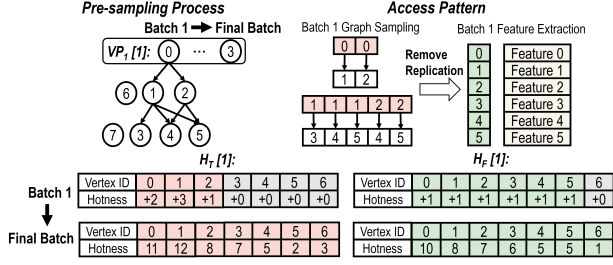 Pre-sampling Process
Access Pattern
Batch 1 Final Batch
VP1 [1]: 0 ... 3
6 1 2
7 3 4 5
Batch 1 Graph Sampling
0 0
1 2
1 1 1 2 2
3 4 5 4 5
Remove
Replication
Batch 1 Feature Extraction
0 Feature 0
1 Feature 1
2 Feature 2
3 Feature 3
4 Feature 4
5 Feature 5
HT [1]:
HF [1]:
Batch 1
Vertex ID 0 1 2 3 4 5 6
Hotness +2 +3 +1 +0 +0 +0 +0
Vertex ID 0 1 2 3 4 5 6
Hotness +1 +1 +1 +1 +1 +1 +0
Final Batch
Vertex ID 0 1 2 3 4 5 6
Hotness 11 12 8 7 5 2 3
Vertex ID 0 1 2 3 4 5 6
Hotness 10 8 7 6 5 5 1